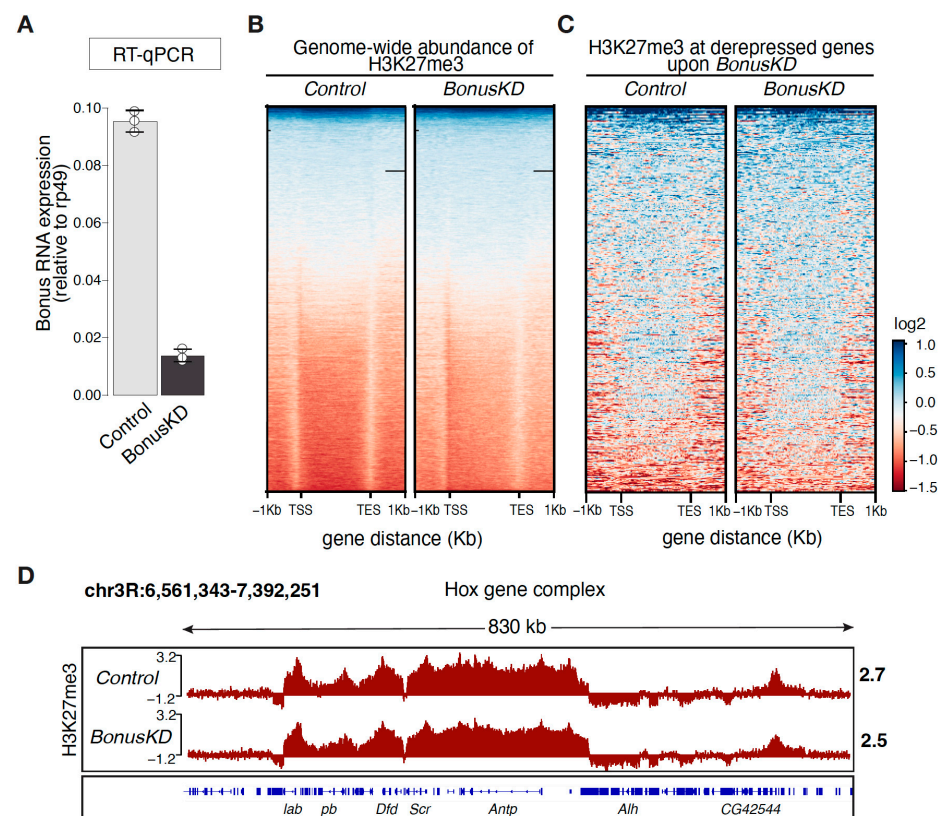 A
RT-qPCR
Bonus RNA expression
(relative to rp49)
0.10
0.08
0.06
0.04
0.02
0.00
Control
BonusKD
B
Genome-wide abundance of
H3K27me3
Control
BonusKD
−1Kb TSS TES 1Kb
−1Kb TSS TES 1Kb
gene distance (Kb)
C
H3K27me3 at derepressed genes
upon BonusKD
Control
BonusKD
−1Kb TSS TES 1Kb
−1Kb TSS TES 1Kb
gene distance (Kb)
log2
1.0
0.5
0.0
−0.5
−1.0
−1.5
D
chr3R:6,561,343-7,392,251
Hox gene complex
830 kb
H3K27me3
Control
3.2
−1.2
2.7
BonusKD
3.2
−1.2
2.5
lab pb Dfd Scr Antp Alh CG42544